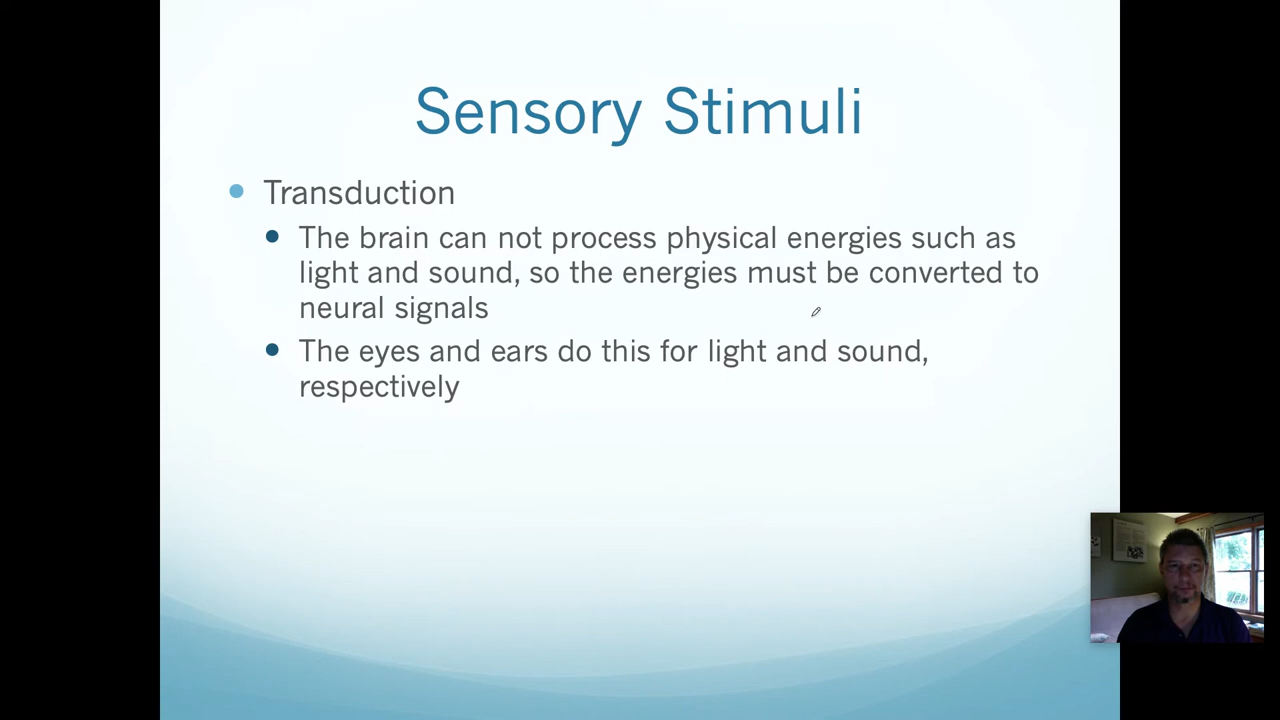 Sensory Stimuli
Transduction
The brain can not process physical energies such as
light and sound, so the energies must be converted to
neural signals
The eyes and ears do this for light and sound,
respectively